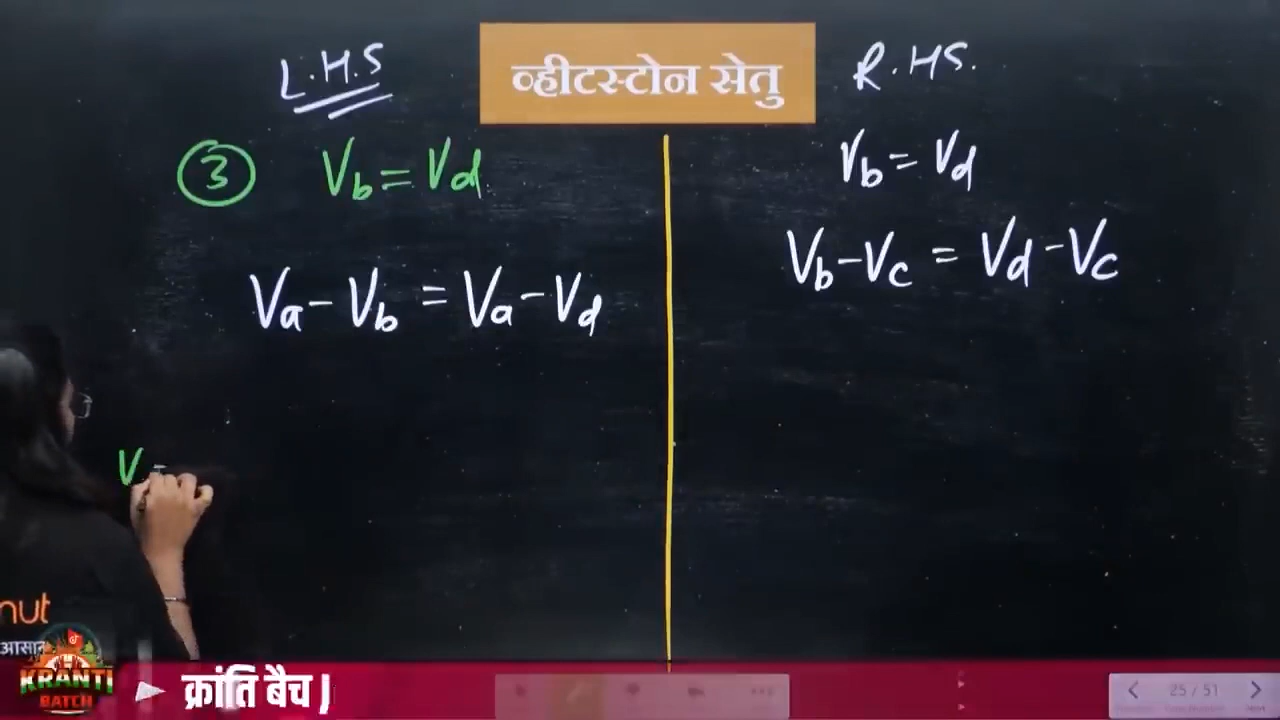 L.H.S
व्हीटस्टोन सेतु
R.HS.
③ Vb = Vd
Va - Vb = Va - Vd
Vb = Vd
Vb - Vc = Vd - Vc
V =
nut
आसा
KRANTI
BATCH
क्रांति बैच
25 / 51